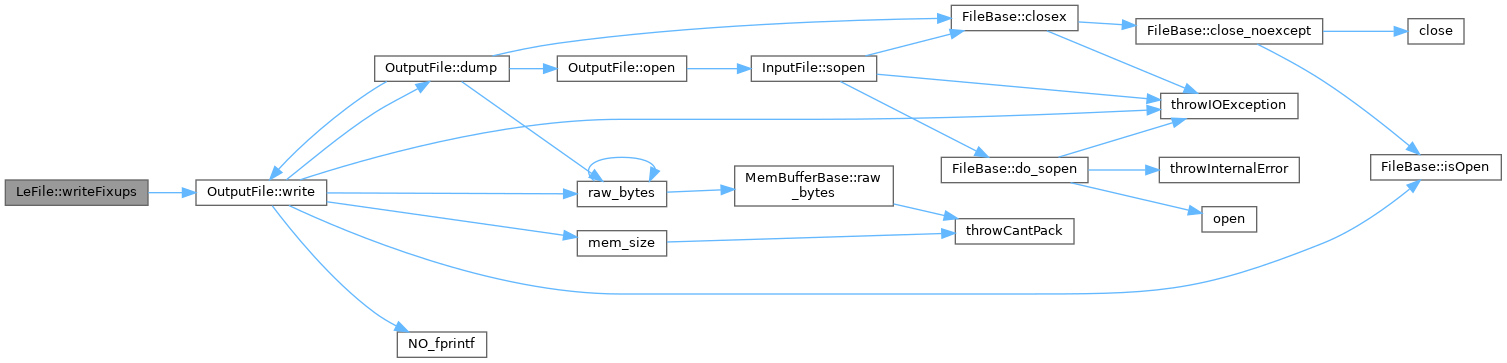 LeFile::writeFixups
OutputFile::write
OutputFile::dump
OutputFile::open
InputFile::sopen
FileBase::closex
FileBase::close_noexcept
close
throwIOException
FileBase::do_sopen
throwInternalError
open
FileBase::isOpen
raw_bytes
MemBufferBase::raw
_bytes
mem_size
throwCantPack
NO_fprintf